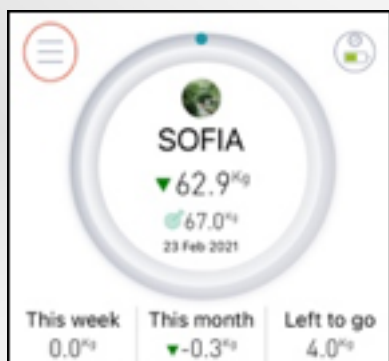 SOFIA
▼62.9Kg
67.0Kg
23 Feb 2021
This week This month Left to go
0.0Kg ▼-0.3Kg 4.0Kg